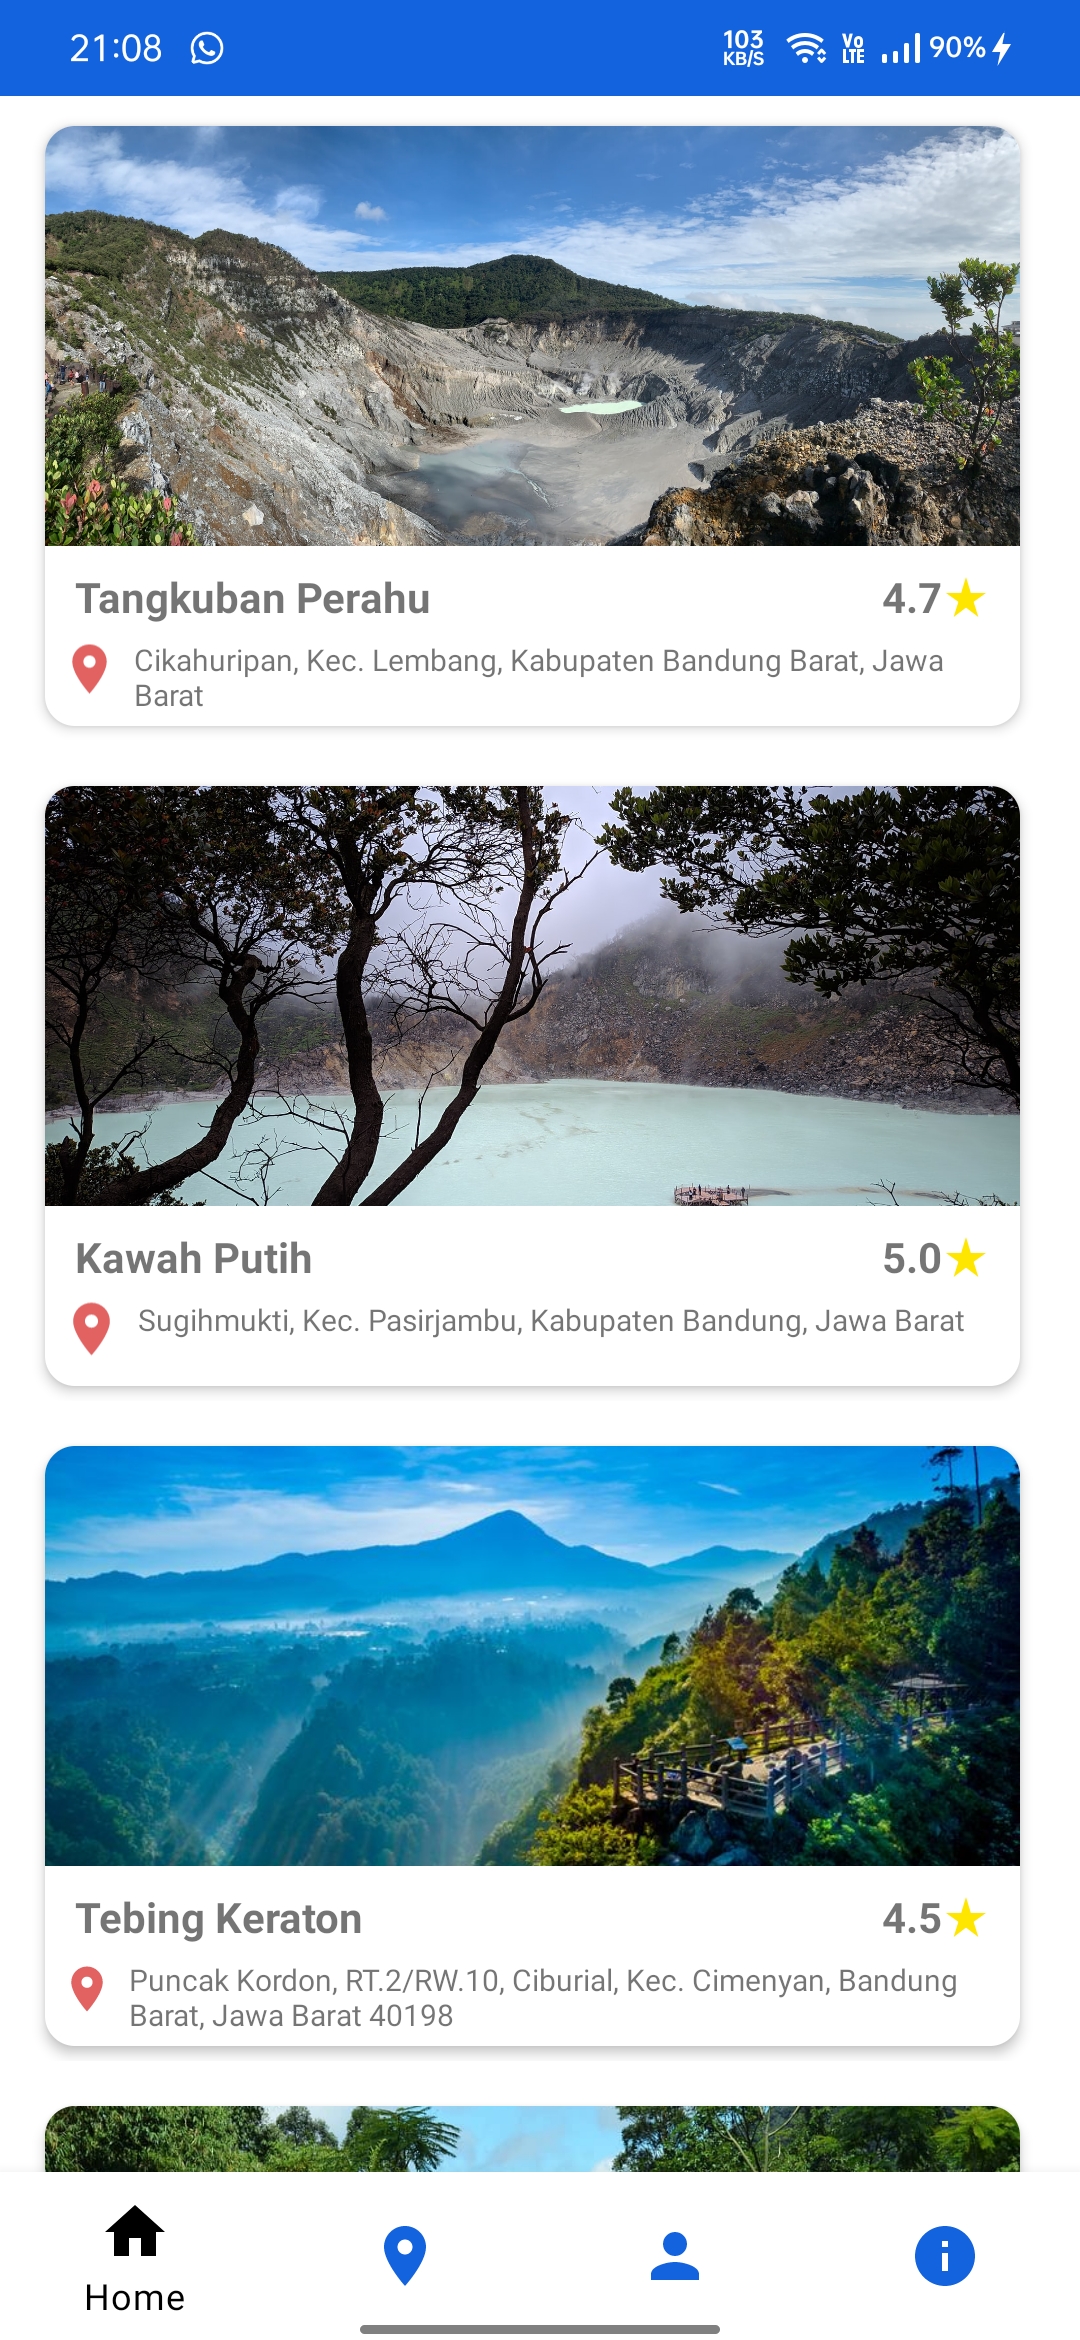 21:08
103
KB/S
Vo
LTE
90%
Tangkuban Perahu
4.7
Cikahuripan, Kec. Lembang, Kabupaten Bandung Barat, Jawa
Barat
Kawah Putih
5.0
Sugihmukti, Kec. Pasirjambu, Kabupaten Bandung, Jawa Barat
Tebing Keraton
4.5
Puncak Kordon, RT.2/RW.10, Ciburial, Kec. Cimenyan, Bandung
Barat, Jawa Barat 40198
Home